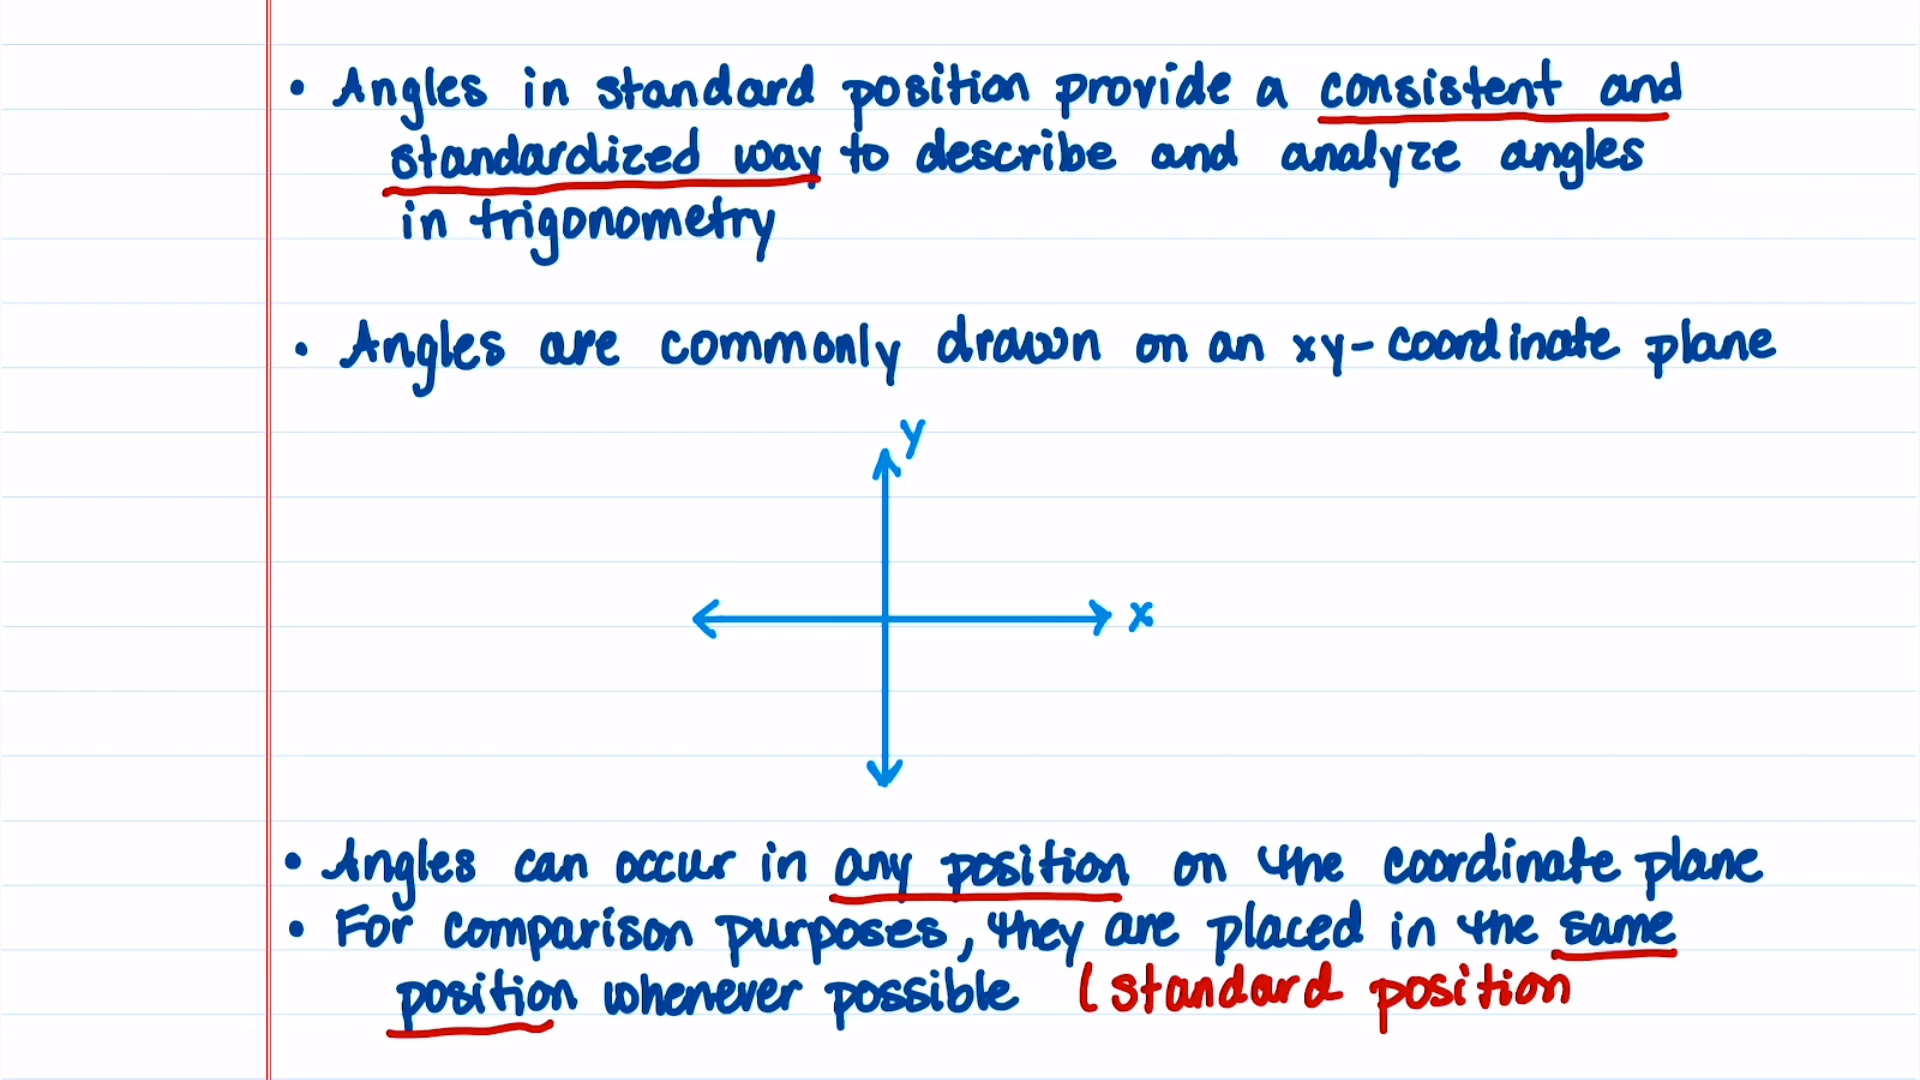 • Angles in standard position provide a consistent and
standardized way to describe and analyze angles
in trigonometry
• Angles are commonly drawn on an xy-coordinate plane
y
x
• Angles can occur in any position on the coordinate plane
• For comparison purposes, they are placed in the same
position whenever possible (standard position